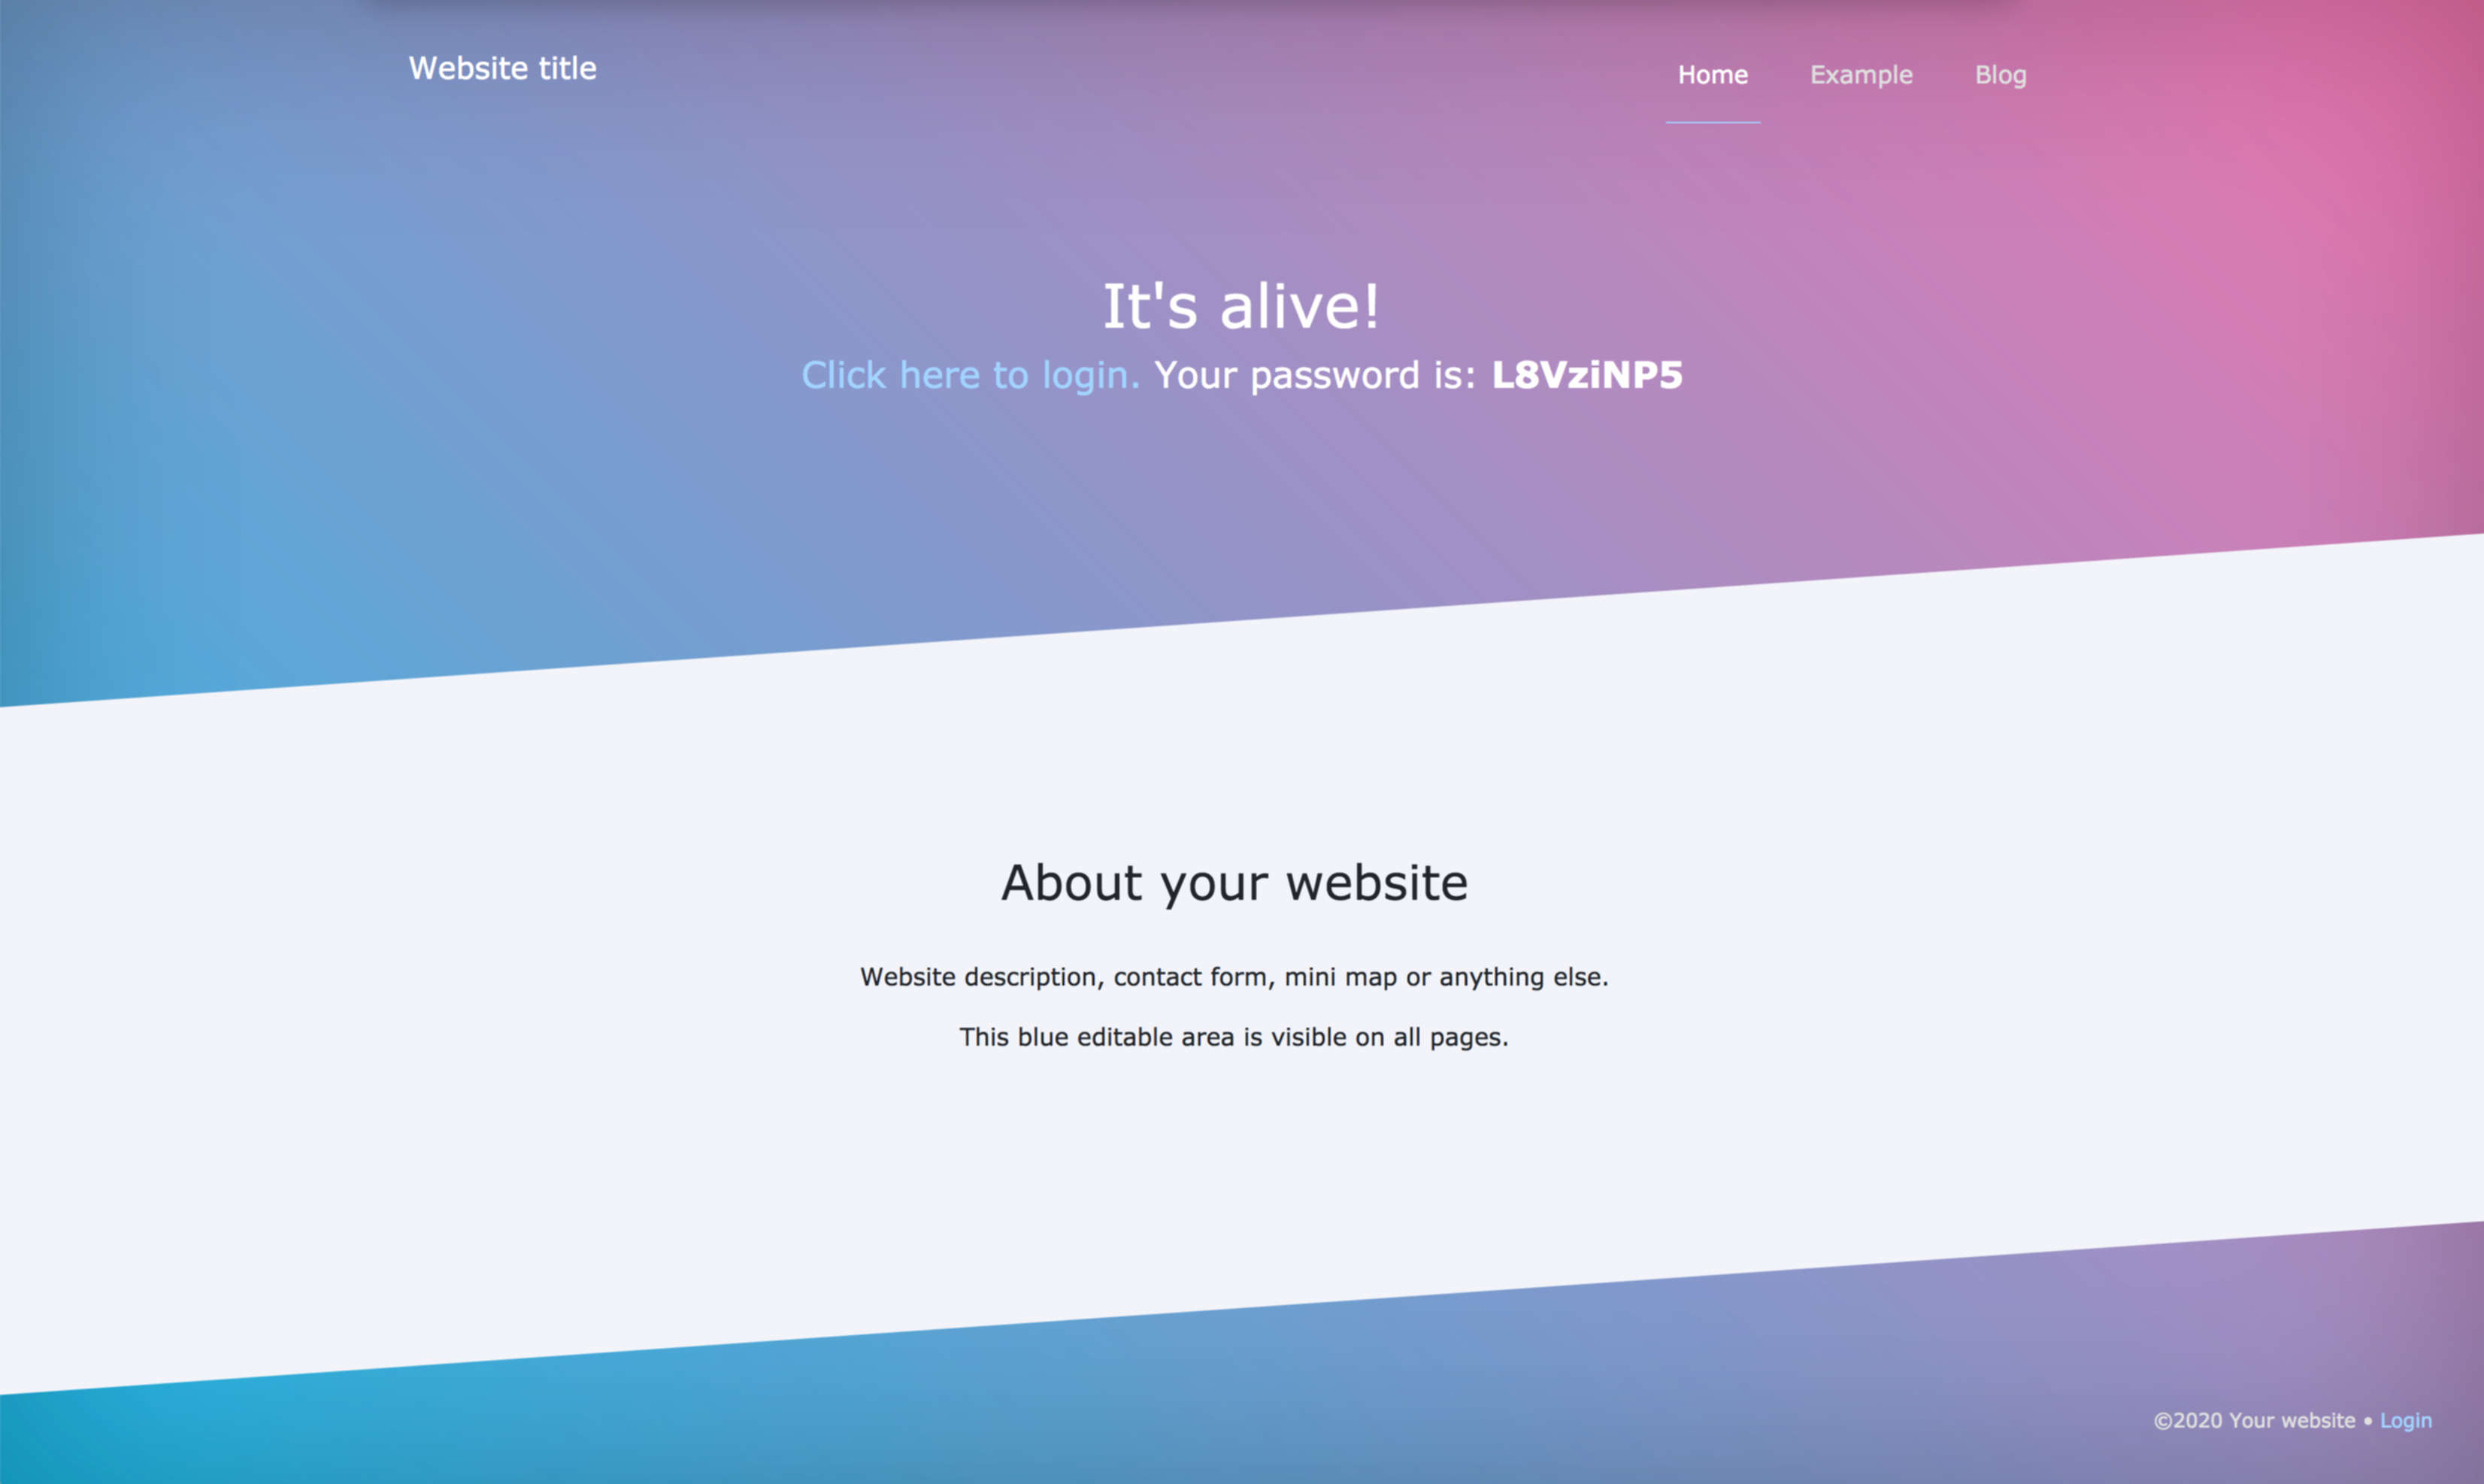 Website title
Home Example Blog
It's alive!
Click here to login. Your password is: L8VziNP5
About your website
Website description, contact form, mini map or anything else.
This blue editable area is visible on all pages.
©2020 Your website • Login